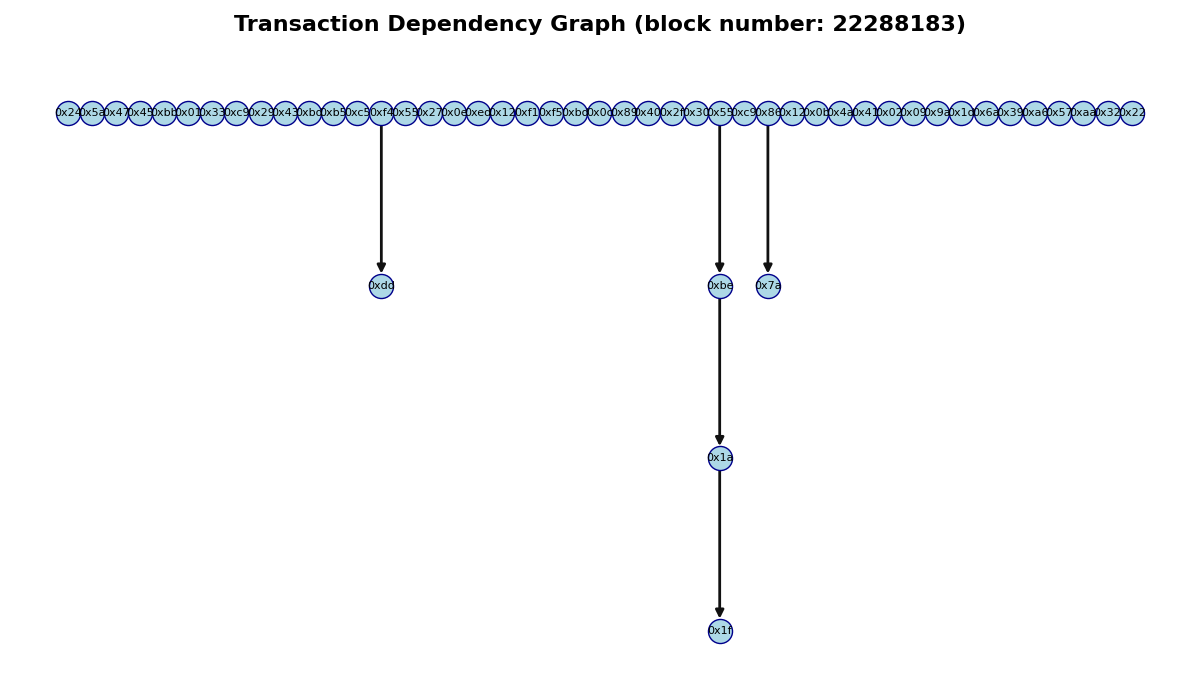 Transaction Dependency Graph (block number: 22288183)
0x24 0x5a 0x47 0x45 0xbb 0x01 0x33 0xc9 0x29 0x43 0xbd 0xb5 0xc5 0xf4 0x55 0x27 0x0e 0xed 0x12 0xf1 0xf5 0xbd 0x0c 0x89 0x40 0x2f 0x30 0x55 0xc9 0x86 0x12 0x0b 0x4a 0x41 0x02 0x09 0x9a 0x1d 0x6a 0x39 0xa6 0x57 0xaa 0x32 0x22
0xdd 0xbe 0x7a
0x1a
0x1f